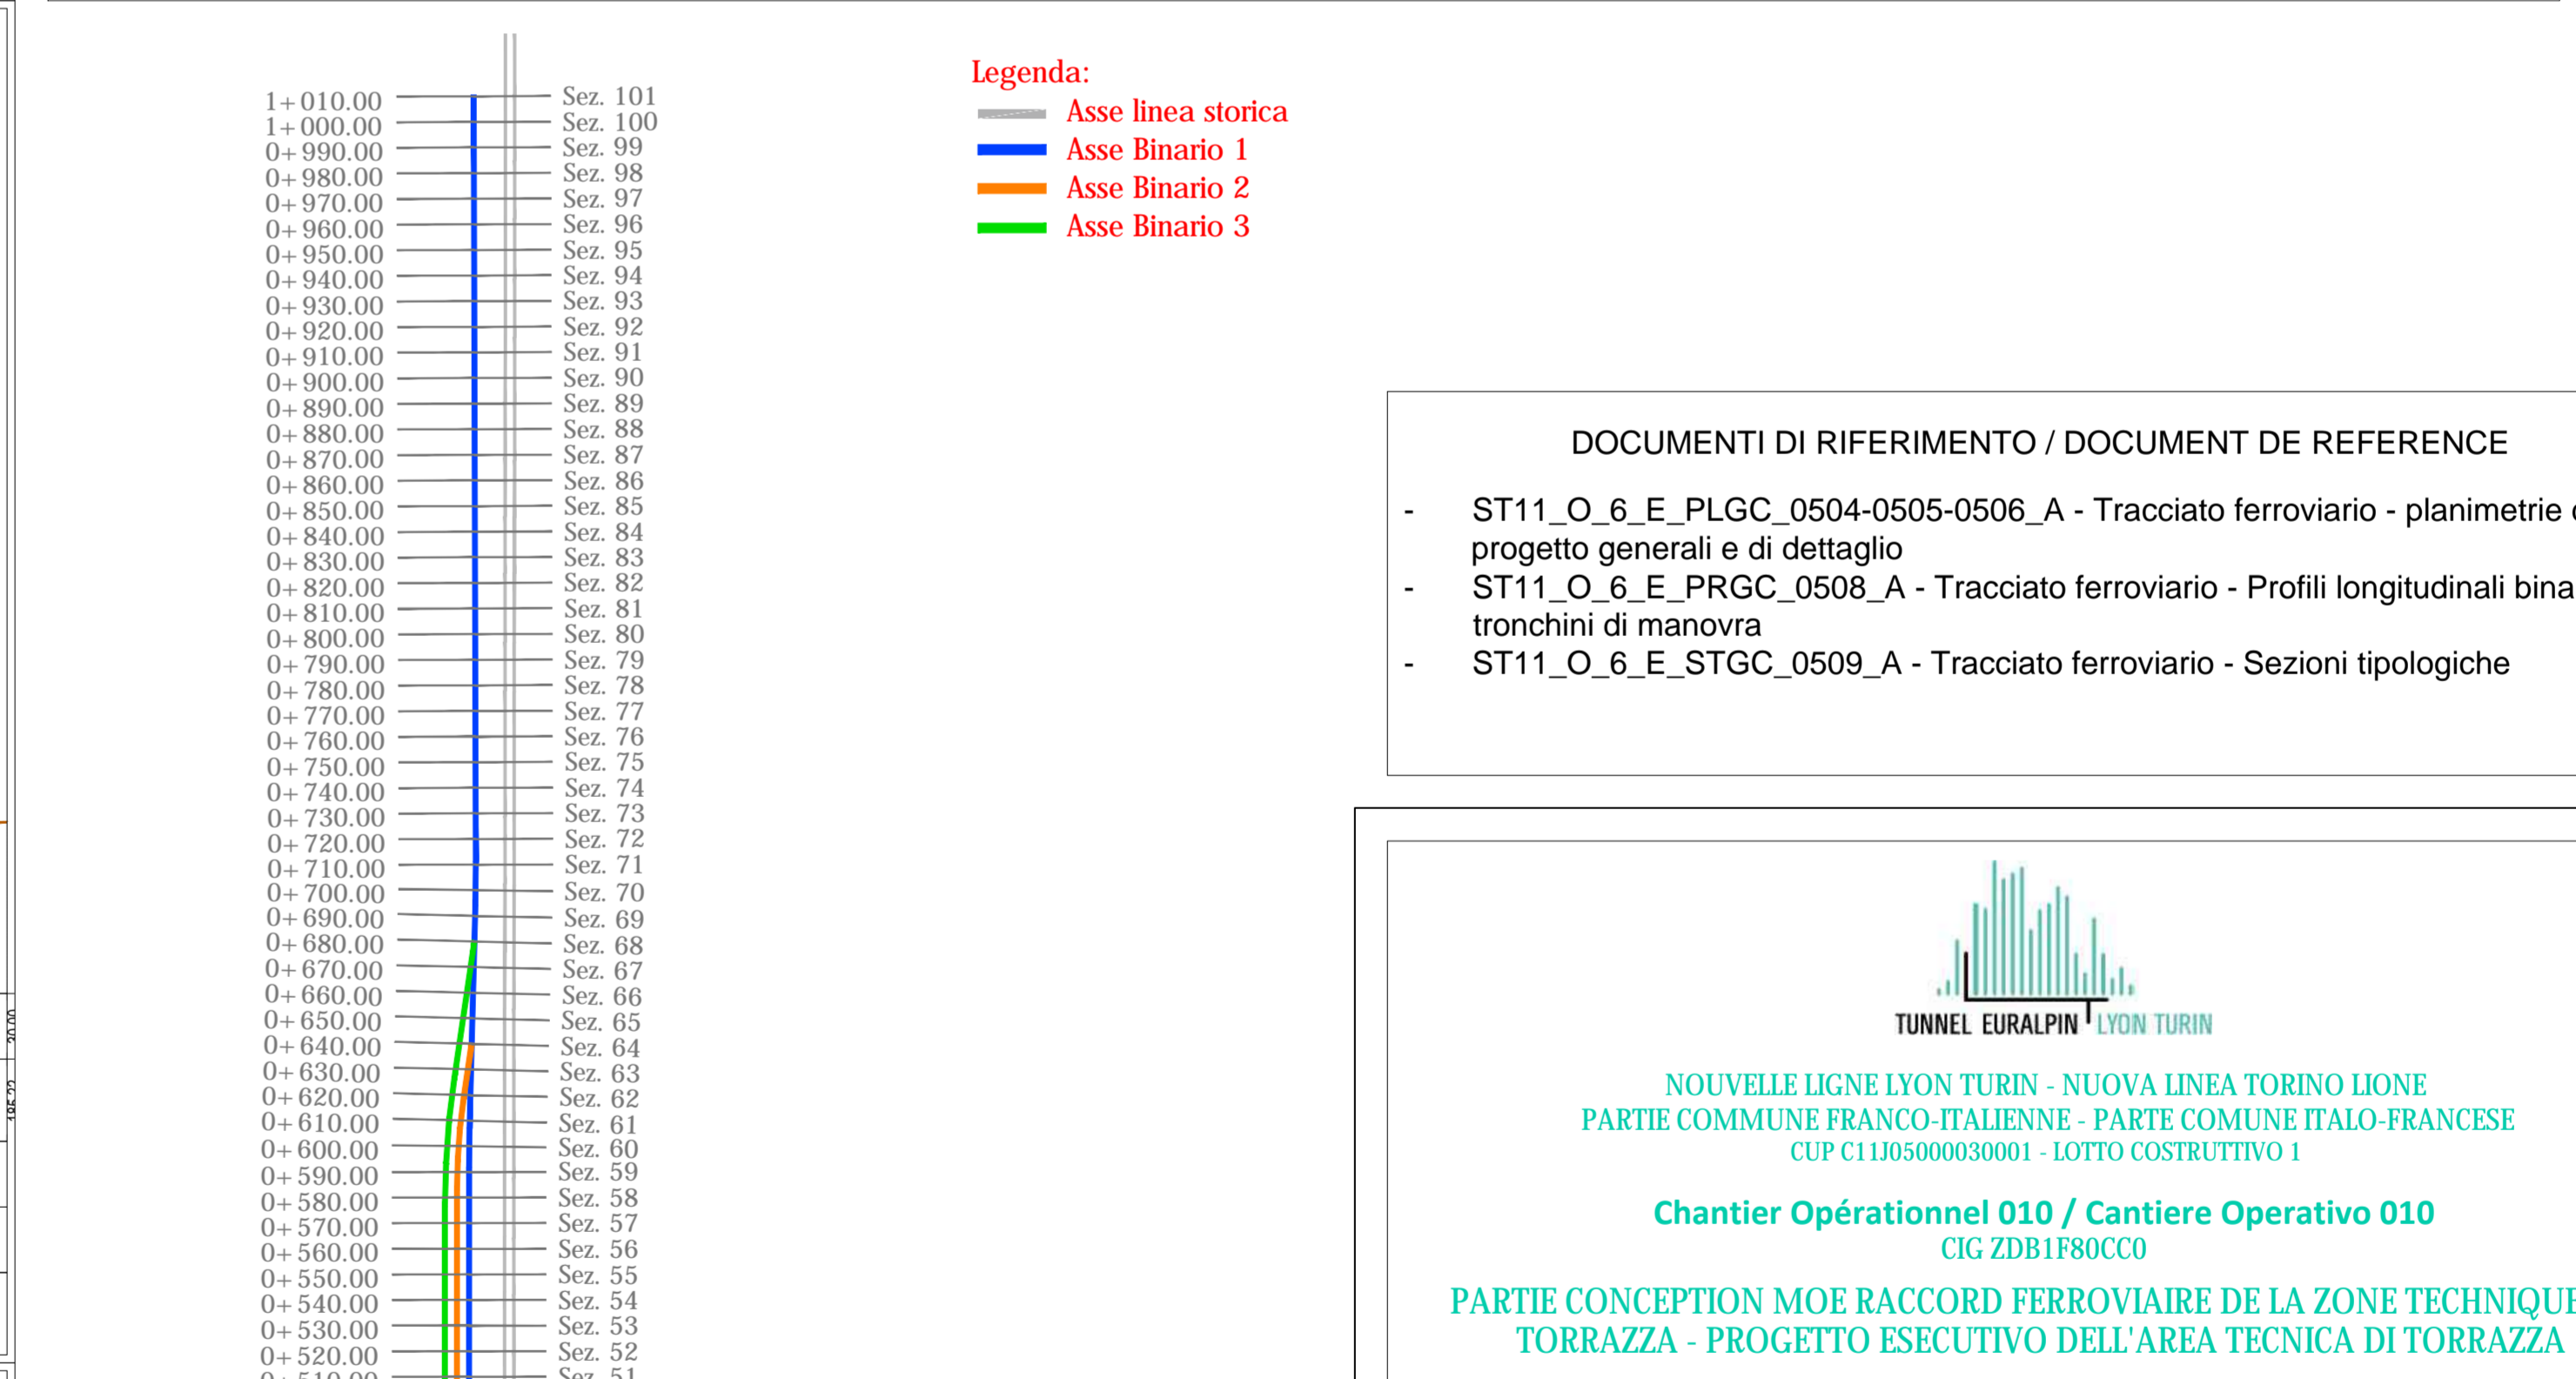 1+010.00 Sez. 101
1+000.00 Sez. 100
0+990.00 Sez. 99
0+980.00 Sez. 98
0+970.00 Sez. 97
0+960.00 Sez. 96
0+950.00 Sez. 95
0+940.00 Sez. 94
0+930.00 Sez. 93
0+920.00 Sez. 92
0+910.00 Sez. 91
0+900.00 Sez. 90
0+890.00 Sez. 89
0+880.00 Sez. 88
0+870.00 Sez. 87
0+860.00 Sez. 86
0+850.00 Sez. 85
0+840.00 Sez. 84
0+830.00 Sez. 83
0+820.00 Sez. 82
0+810.00 Sez. 81
0+800.00 Sez. 80
0+790.00 Sez. 79
0+780.00 Sez. 78
0+770.00 Sez. 77
0+760.00 Sez. 76
0+750.00 Sez. 75
0+740.00 Sez. 74
0+730.00 Sez. 73
0+720.00 Sez. 72
0+710.00 Sez. 71
0+700.00 Sez. 70
0+690.00 Sez. 69
0+680.00 Sez. 68
0+670.00 Sez. 67
0+660.00 Sez. 66
0+650.00 Sez. 65
0+640.00 Sez. 64
0+630.00 Sez. 63
0+620.00 Sez. 62
0+610.00 Sez. 61
0+600.00 Sez. 60
0+590.00 Sez. 59
0+580.00 Sez. 58
0+570.00 Sez. 57
0+560.00 Sez. 56
0+550.00 Sez. 55
0+540.00 Sez. 54
0+530.00 Sez. 53
0+520.00 Sez. 52
0+510.00 Sez. 51
Legenda:
Asse linea storica
Asse Binario 1
Asse Binario 2
Asse Binario 3
DOCUMENTI DI RIFERIMENTO / DOCUMENT DE REFERENCE
- ST11_O_6_E_PLGC_0504-0505-0506_A - Tracciato ferroviario - planimetrie
progetto generali e di dettaglio
- ST11_O_6_E_PRGC_0508_A - Tracciato ferroviario - Profili longitudinali bina
tronchini di manovra
- ST11_O_6_E_STGC_0509_A - Tracciato ferroviario - Sezioni tipologiche
TUNNEL EURALPIN LYON TURIN
NOUVELLE LIGNE LYON TURIN - NUOVA LINEA TORINO LIONE
PARTIE COMMUNE FRANCO-ITALIENNE - PARTE COMUNE ITALO-FRANCESE
CUP C11J05000030001 - LOTTO COSTRUTTIVO 1
Chantier Opérationnel 010 / Cantiere Operativo 010
CIG ZDB1F80CC0
PARTIE CONCEPTION MOE RACCORD FERROVIAIRE DE LA ZONE TECHNIQUE
TORRAZZA - PROGETTO ESECUTIVO DELL'AREA TECNICA DI TORRAZZA